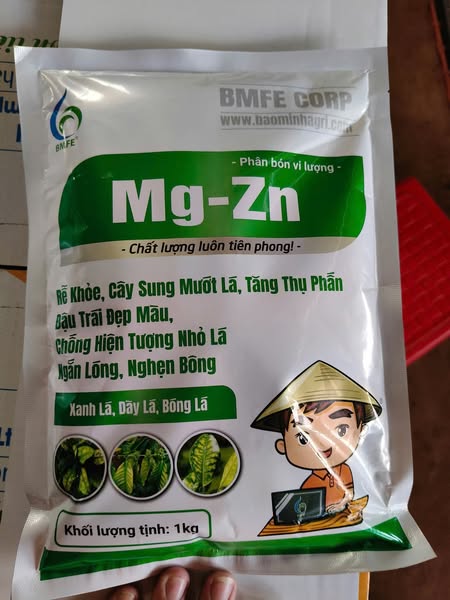 BMFE CORP
www.baominhagri.com
BMFE
- Phân bón vi lượng -
Mg-Zn
- Chất lượng luôn tiên phong! -
Rễ Khỏe, Cây Sung Mướt Lá, Tăng Thụ Phấn
Đậu Trái Đẹp Mầu,
Chống Hiện Tượng Nhỏ Lá
Ngắn Lóng, Nghẹn Bông
Xanh Lá, Dầy Lá, Bóng Lá
Khối lượng tịnh: 1kg